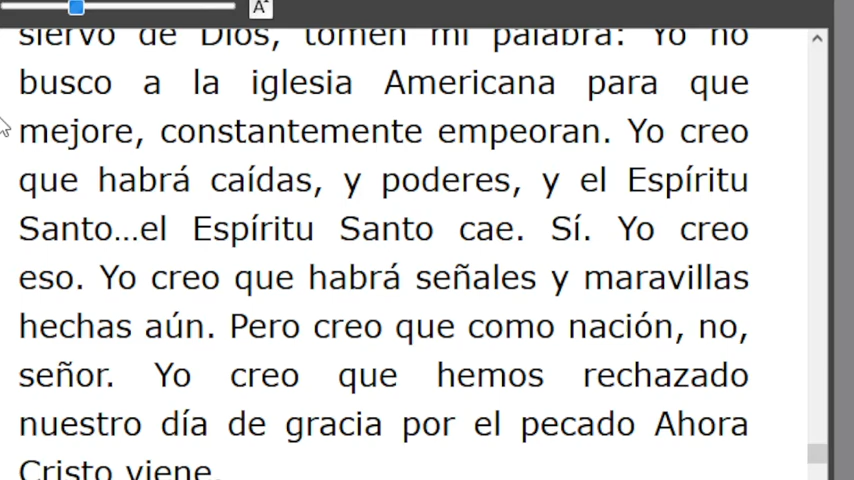 A
siervo de Dios, tomen mi palabra: Yo no
busco a la iglesia Americana para que
mejore, constantemente empeoran. Yo creo
que habrá caídas, y poderes, y el Espíritu
Santo...el Espíritu Santo cae. Sí. Yo creo
eso. Yo creo que habrá señales y maravillas
hechas aún. Pero creo que como nación, no,
señor. Yo creo que hemos rechazado
nuestro día de gracia por el pecado Ahora
Cristo viene.